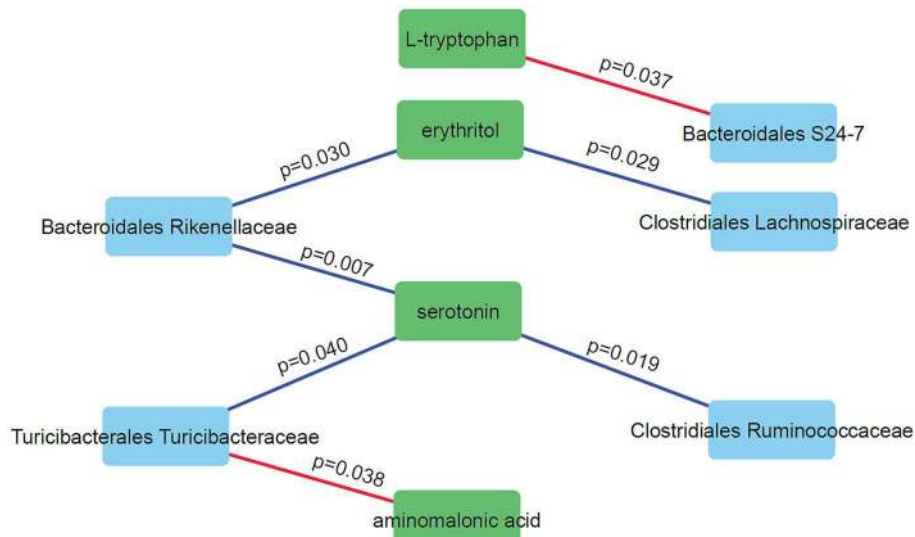 L-tryptophan
p=0.037
Bacteroidales S24-7
erythritol
p=0.030
p=0.029
Bacteroidales Rikenellaceae
Clostridiales Lachnospiraceae
p=0.007
serotonin
p=0.040
p=0.019
Turicibacterales Turicibacteraceae
Clostridiales Ruminococcaceae
p=0.038
aminomalonic acid